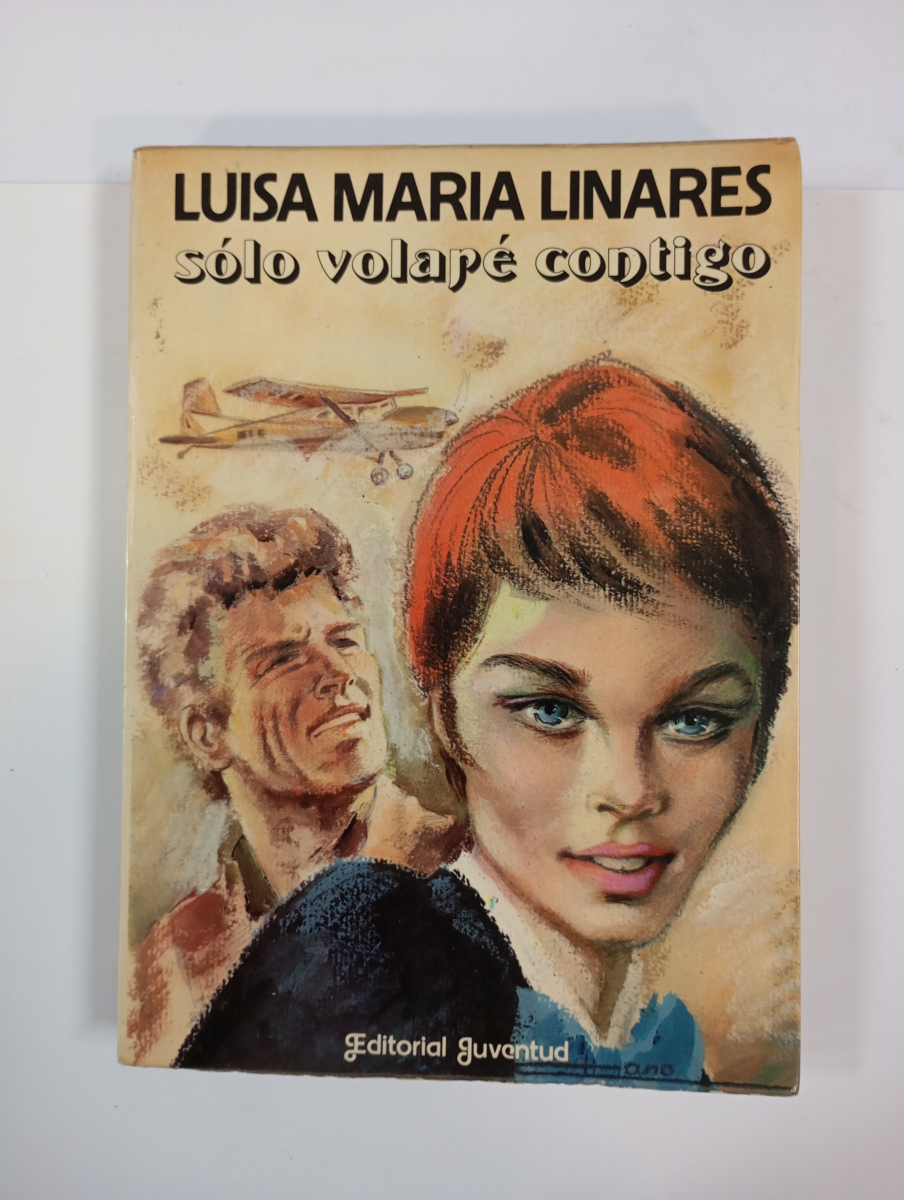 LUISA MARIA LINARES
sólo volaré contigo
Editorial Juventud